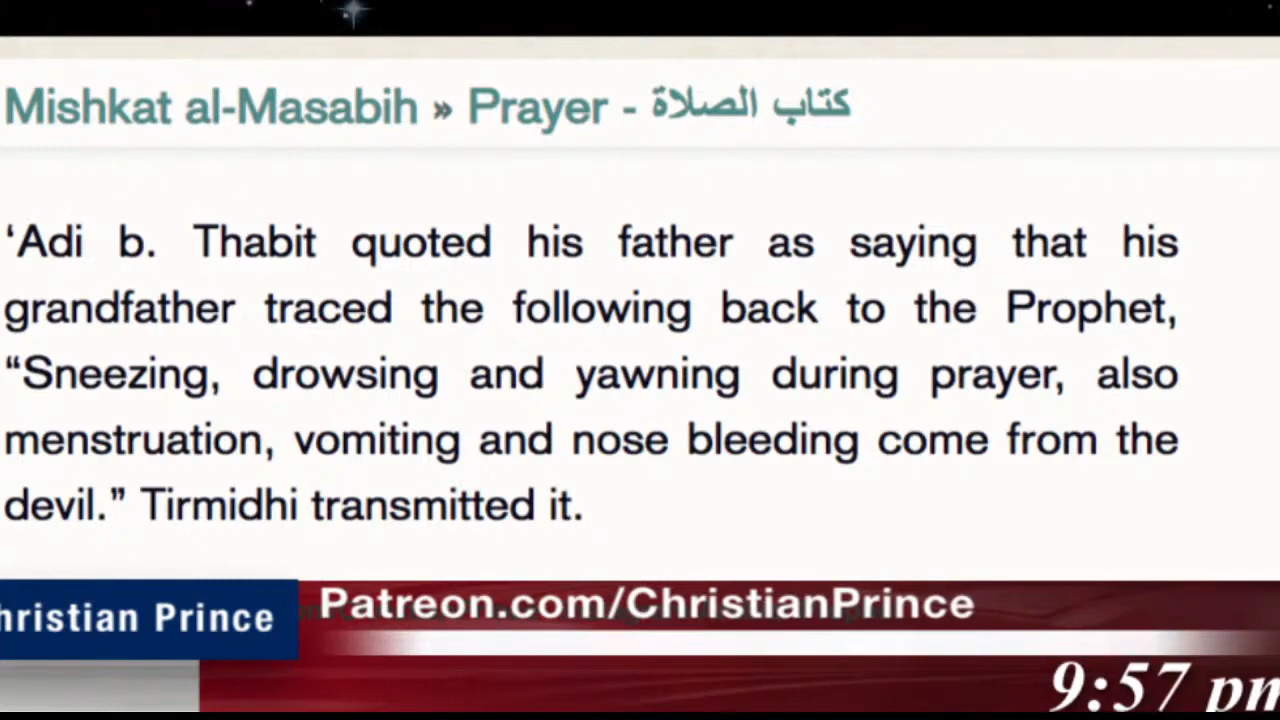 Mishkat al-Masabih » Prayer - كتاب الصلاة
‘Adi b. Thabit quoted his father as saying that his
grandfather traced the following back to the Prophet,
“Sneezing, drowsing and yawning during prayer, also
menstruation, vomiting and nose bleeding come from the
devil.” Tirmidhi transmitted it.
hristian Prince
Patreon.com/ChristianPrince
9:57 pm